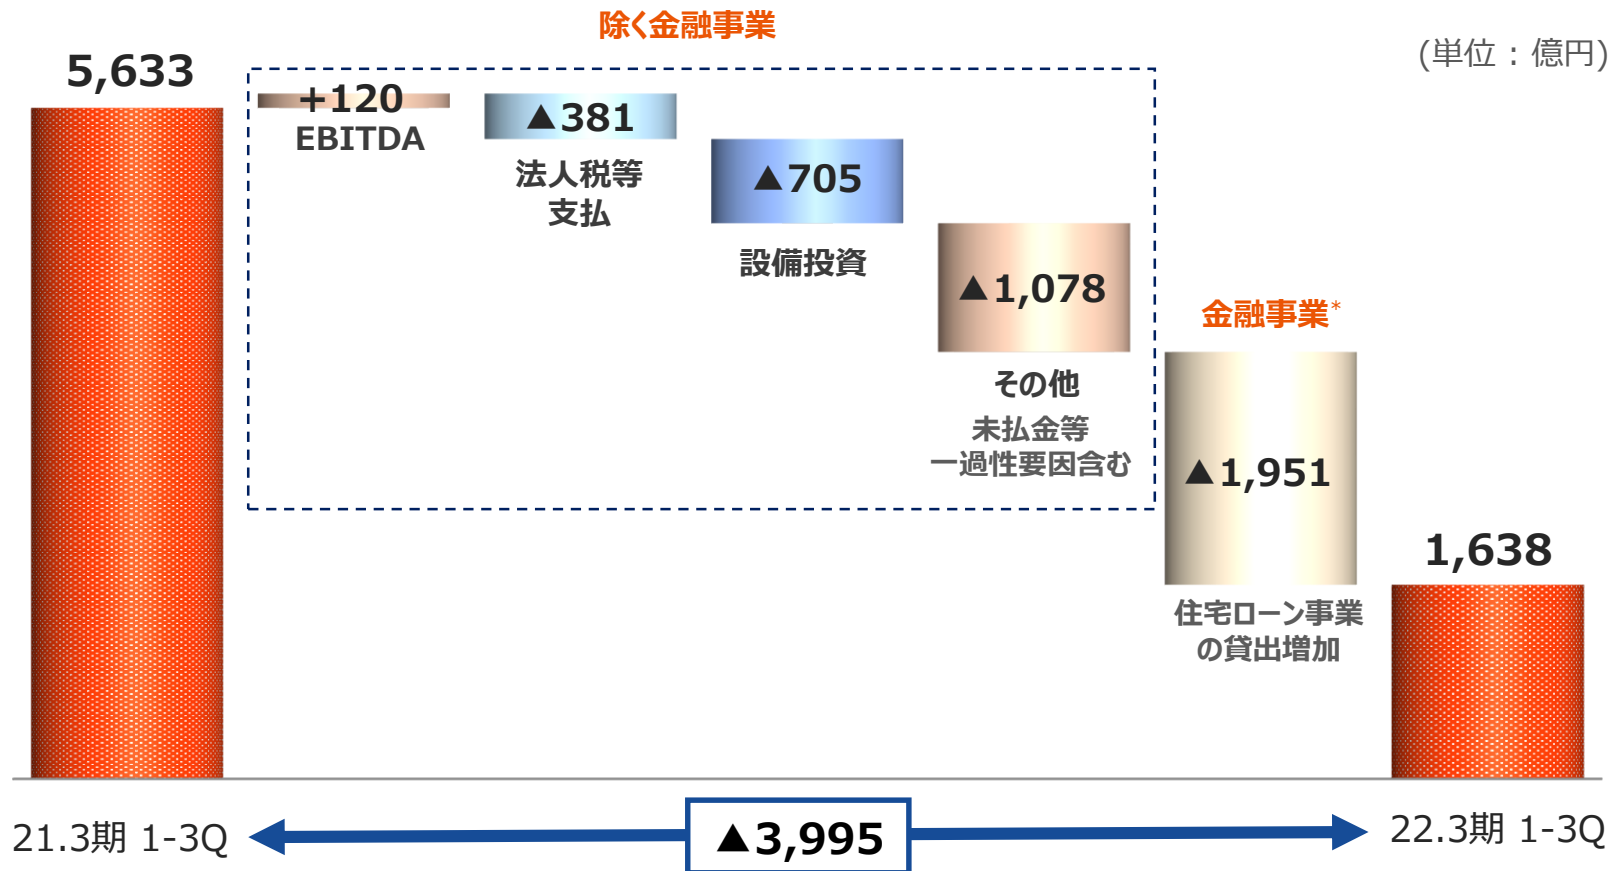 除く金融事業
(単位：億円)
5,633
+120
EBITDA
▲381
法人税等
支払
▲705
設備投資
▲1,078
その他
未払金等
一過性要因含む
金融事業*
▲1,951
住宅ローン事業
の貸出増加
1,638
21.3期 1-3Q
▲3,995
22.3期 1-3Q